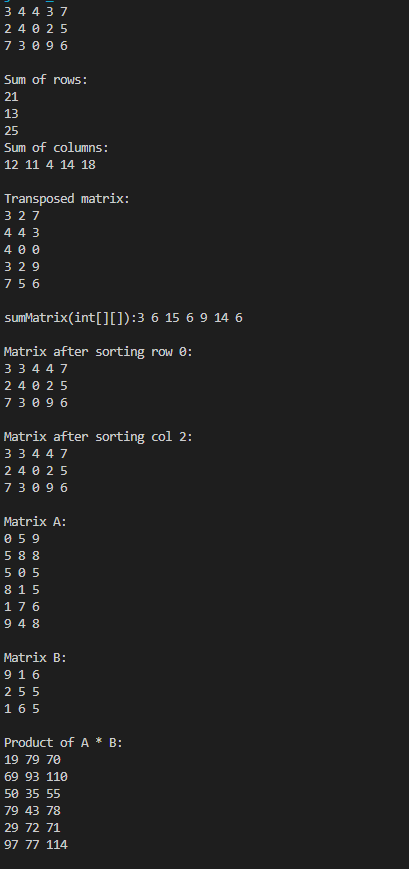 3 4 4 3 7
2 4 0 2 5
7 3 0 9 6
Sum of rows:
21
13
25
Sum of columns:
12 11 4 14 18
Transposed matrix:
3 2 7
4 4 3
4 0 0
3 2 9
7 5 6
sumMatrix(int[][]):3 6 15 6 9 14 6
Matrix after sorting row 0:
3 3 4 4 7
2 4 0 2 5
7 3 0 9 6
Matrix after sorting col 2:
3 3 4 4 7
2 4 0 2 5
7 3 0 9 6
Matrix A:
0 5 9
5 8 8
5 0 5
8 1 5
1 7 6
9 4 8
Matrix B:
9 1 6
2 5 5
1 6 5
Product of A * B:
19 79 70
69 93 110
50 35 55
79 43 78
29 72 71
97 77 114